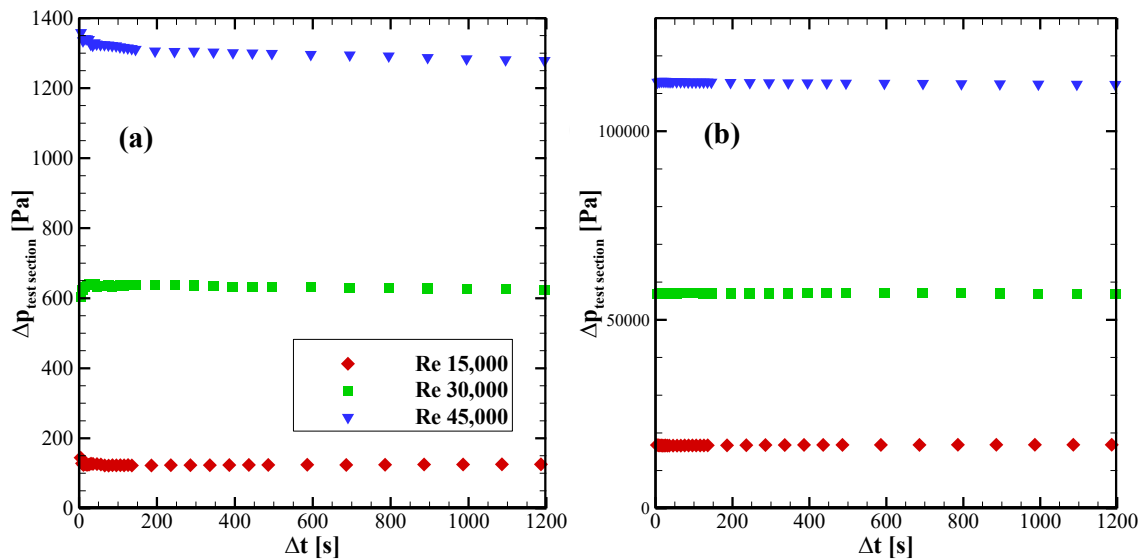 1400
1200
1000
800
600
400
200
0
Δp_test section [Pa]
(a)
Re 15,000
Re 30,000
Re 45,000
0 200 400 600 800 1000 1200
Δt [s]
100000
50000
0
Δp_test section [Pa]
(b)
0 200 400 600 800 1000 1200
Δt [s]